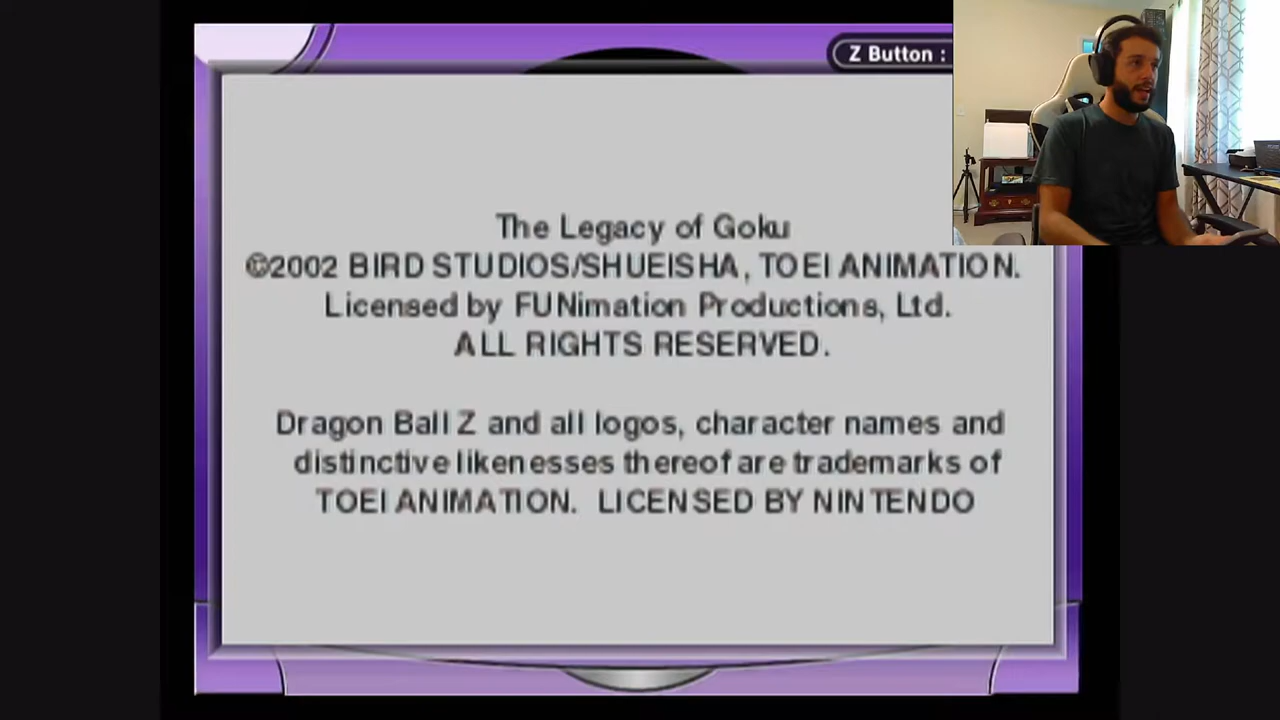 Z Button :
The Legacy of Goku
©2002 BIRD STUDIOS/SHUEISHA, TOEI ANIMATION.
Licensed by FUNimation Productions, Ltd.
ALL RIGHTS RESERVED.
Dragon Ball Z and all logos, character names and
distinctive likenesses thereof are trademarks of
TOEI ANIMATION. LICENSED BY NINTENDO